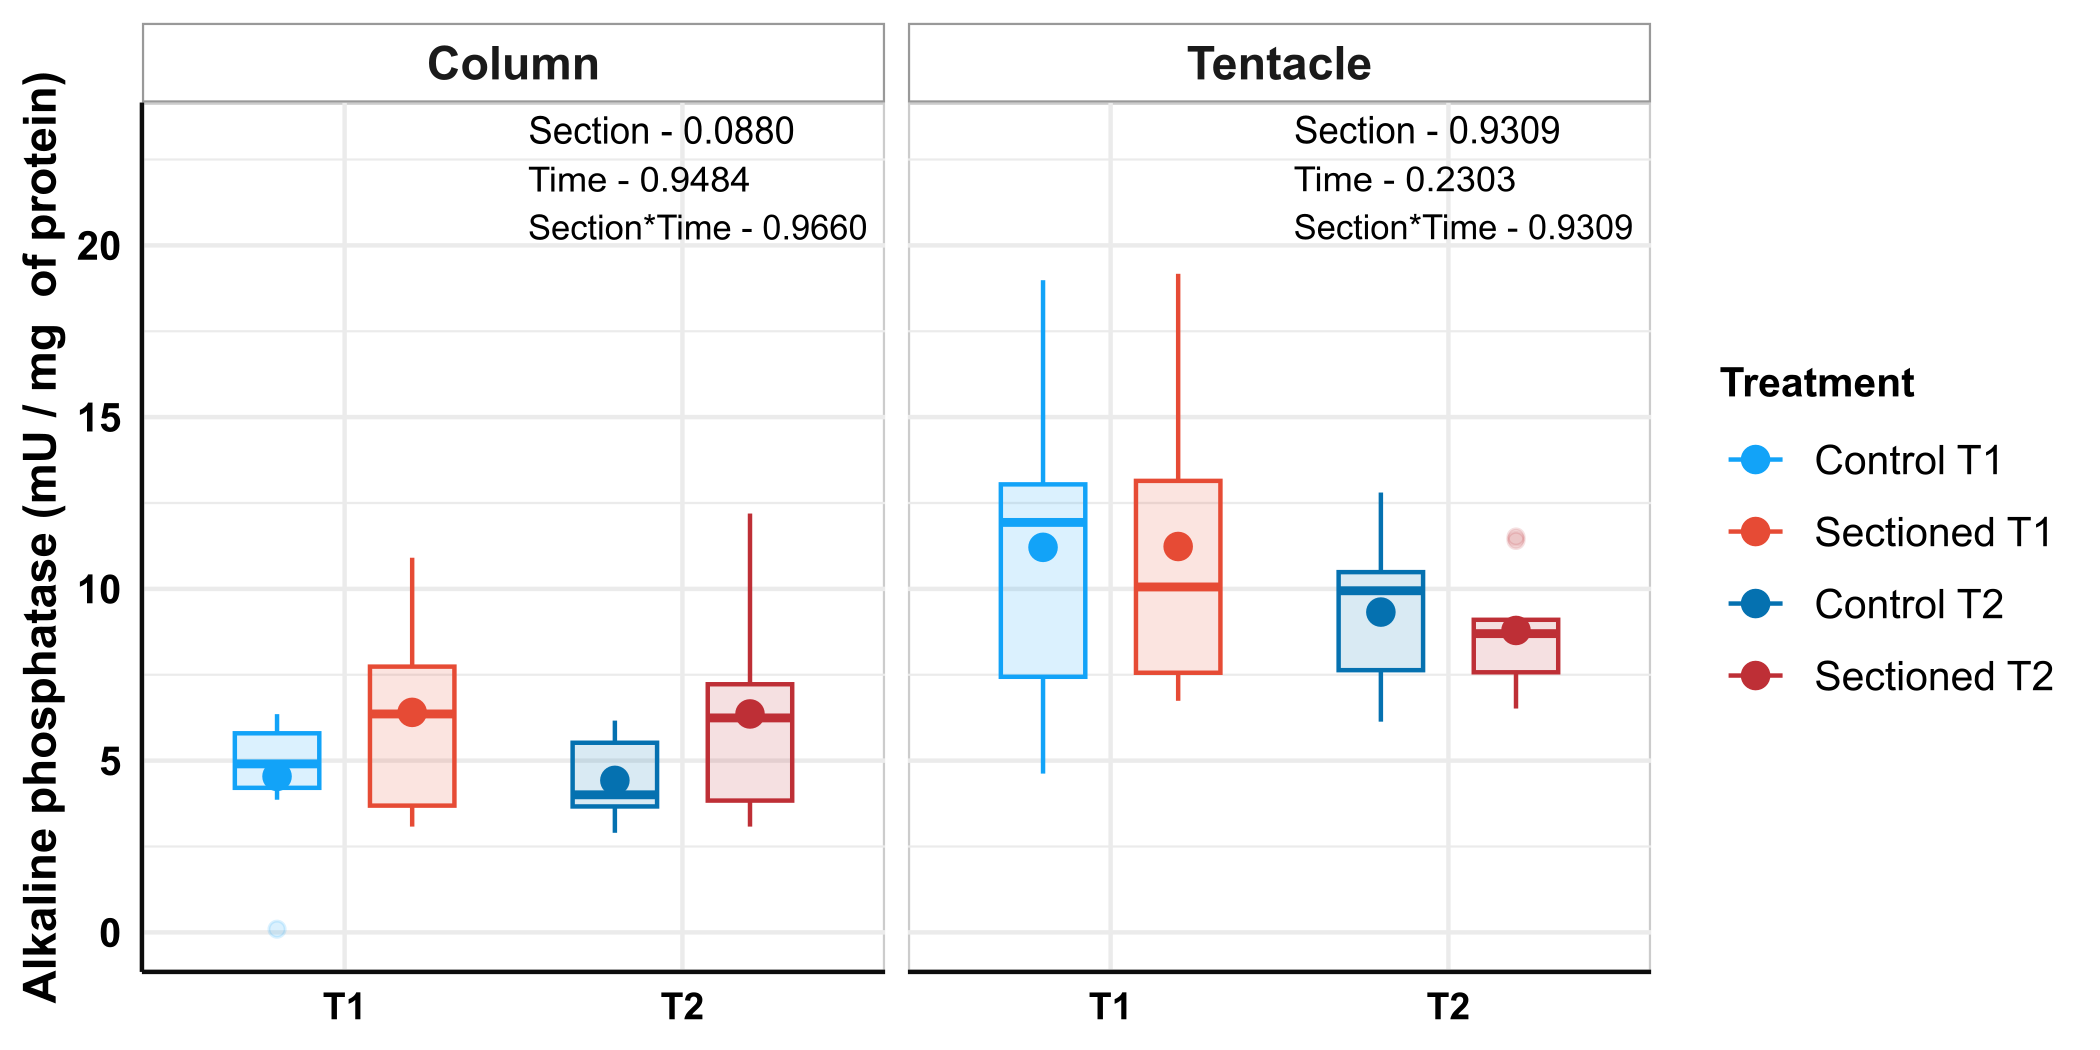 Column
Tentacle
Alkaline phosphatase (mU / mg  of protein)
Section - 0.0880
Time - 0.9484
Section*Time - 0.9660
Section - 0.9309
Time - 0.2303
Section*Time - 0.9309
20
15
10
5
0
T1
T2
T1
T2
Treatment
Control T1
Sectioned T1
Control T2
Sectioned T2